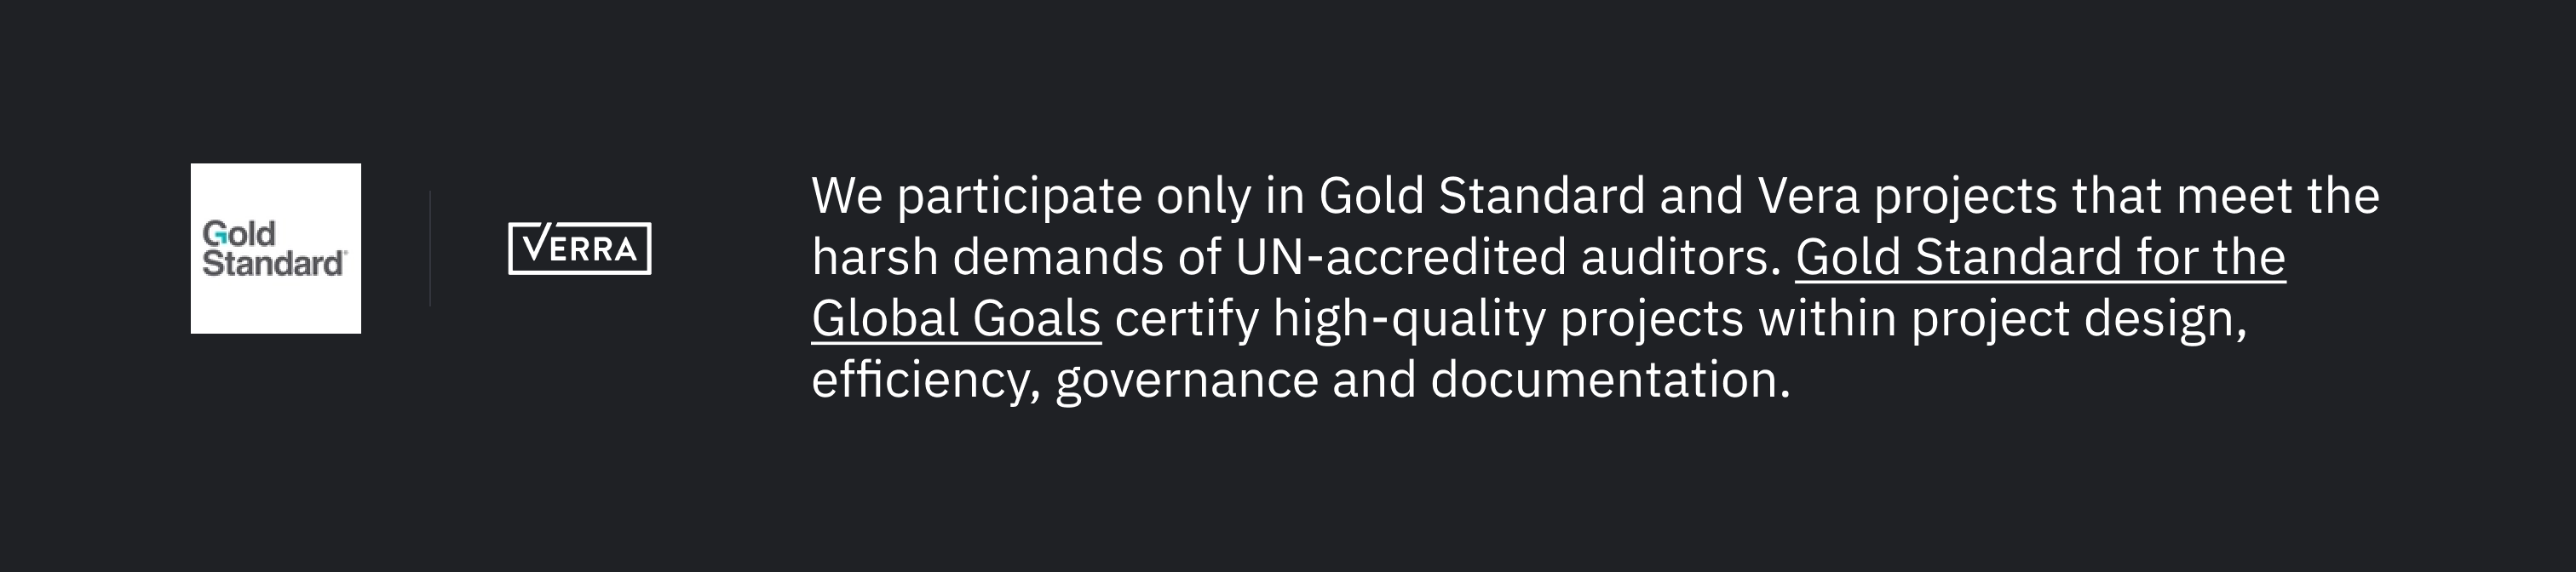 Gold
Standard
VERRA
We participate only in Gold Standard and Vera projects that meet the
harsh demands of UN-accredited auditors. Gold Standard for the
Global Goals certify high-quality projects within project design,
efficiency, governance and documentation.